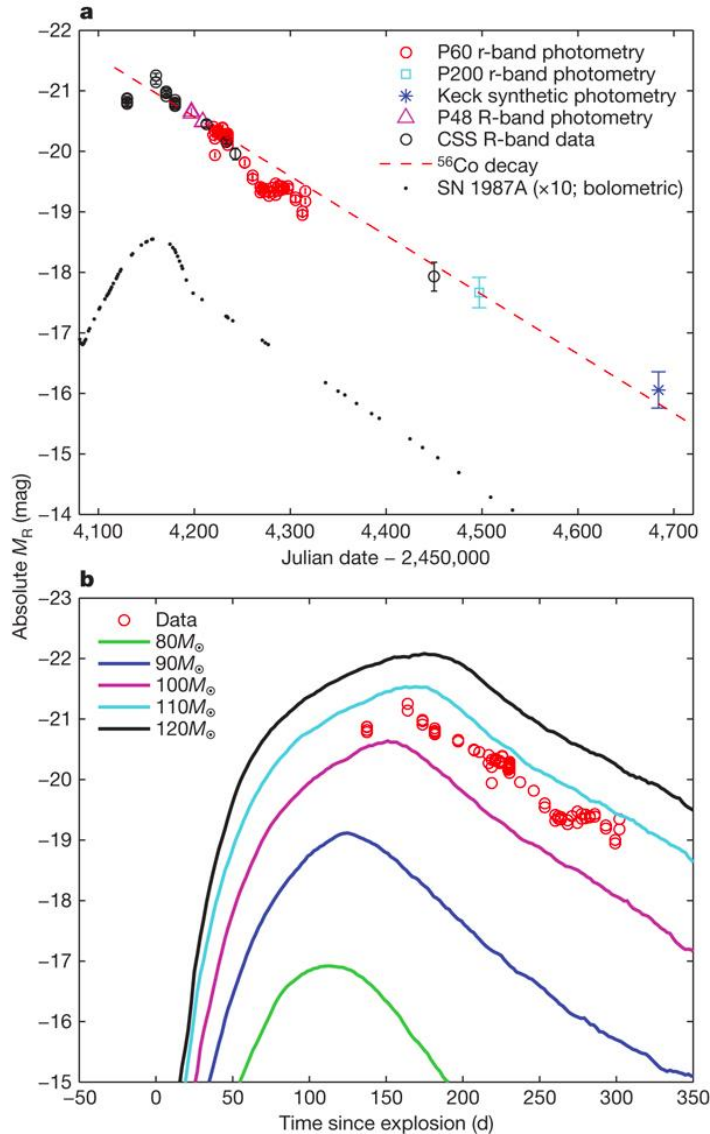 a
−22
−21
−20
−19
−18
−17
−16
−15
−14
P60 r-band photometry
P200 r-band photometry
Keck synthetic photometry
P48 R-band photometry
CSS R-band data
⁵⁶Co decay
SN 1987A (×10; bolometric)
4,100 4,200 4,300 4,400 4,500 4,600 4,700
Julian date − 2,450,000
Absolute M_R (mag)
b
−23
−22
−21
−20
−19
−18
−17
−16
−15
Data
80M☉
90M☉
100M☉
110M☉
120M☉
−50 0 50 100 150 200 250 300 350
Time since explosion (d)